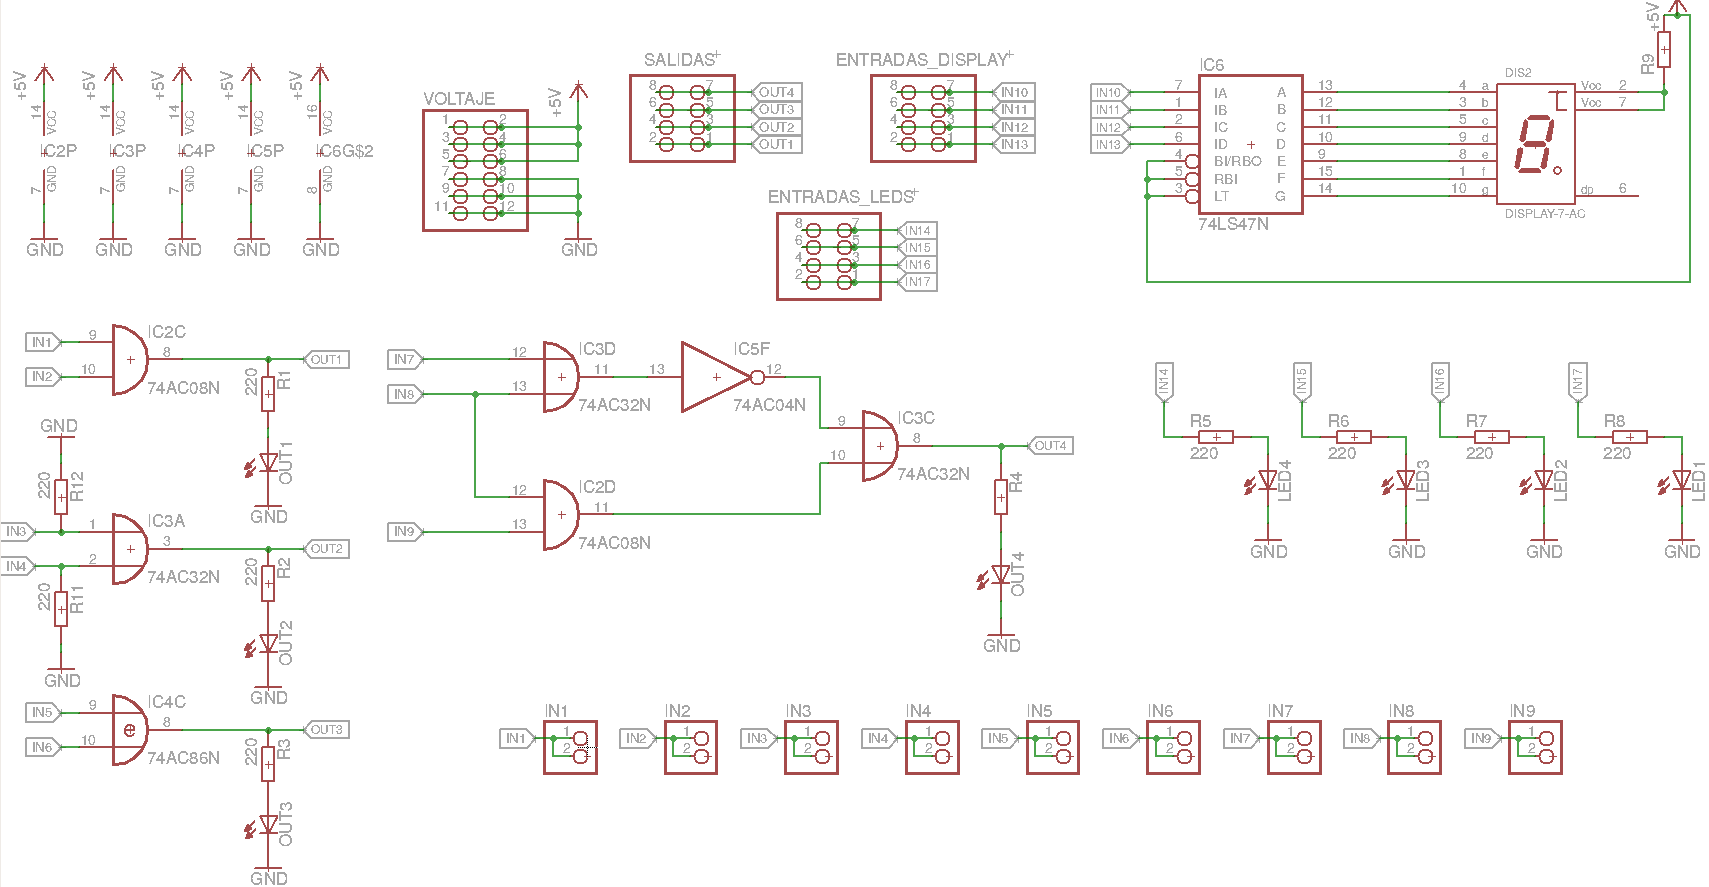 +5V +5V +5V +5V +5V
14 14 14 14 16
VCC VCC VCC VCC VCC
IC2P IC3P IC4P IC5P IC6G$2
7 7 7 7 8
GND GND GND GND GND
GND GND GND GND GND
VOLTAJE
+5V
1 2
3 4
5 6
7 8
9 10
11 12
GND
SALIDAS
8 7 OUT4
6 5 OUT3
4 3 OUT2
2 1 OUT1
ENTRADAS_DISPLAY
8 7 IN10
6 5 IN11
4 3 IN12
2 1 IN13
ENTRADAS_LEDS
8 7 IN14
6 5 IN15
4 3 IN16
2 1 IN17
IC6
IN10 7 IA A 13
IN11 1 IB B 12
IN12 2 IC C 11
IN13 6 ID D 10
4 BI/RBO E 9
5 RBI F 15
3 LT G 14
74LS47N
DIS2
4 a Vcc 2
3 b Vcc 7
5 c
9 d
8 e
1 f
10 g dp 6
DISPLAY-7-AC
+5V
R9
IN1 9 IC2C
8 OUT1
IN2 10 74AC08N
220 R1
OUT1
GND
GND
220 R12
IN3 1 IC3A
3 OUT2
IN4 2 74AC32N
220 R11
GND
220 R2
OUT2
GND
IN5 9 IC4C
8 OUT3
IN6 10 74AC86N
220 R3
OUT3
GND
IN7 12 IC3D
11
IN8 13 74AC32N
IC5F
13 12
74AC04N
12 IC2D
11
IN9 13 74AC08N
9 IC3C
8 OUT4
10 74AC32N
R4
OUT4
GND
IN14 IN15 IN16 IN17
R5 R6 R7 R8
220 220 220 220
LED4 LED3 LED2 LED1
GND GND GND GND
IN1 IN2 IN3 IN4 IN5 IN6 IN7 IN8 IN9
IN1 1 IN2 1 IN3 1 IN4 1 IN5 1 IN6 1 IN7 1 IN8 1 IN9 1
2 2 2 2 2 2 2 2 2